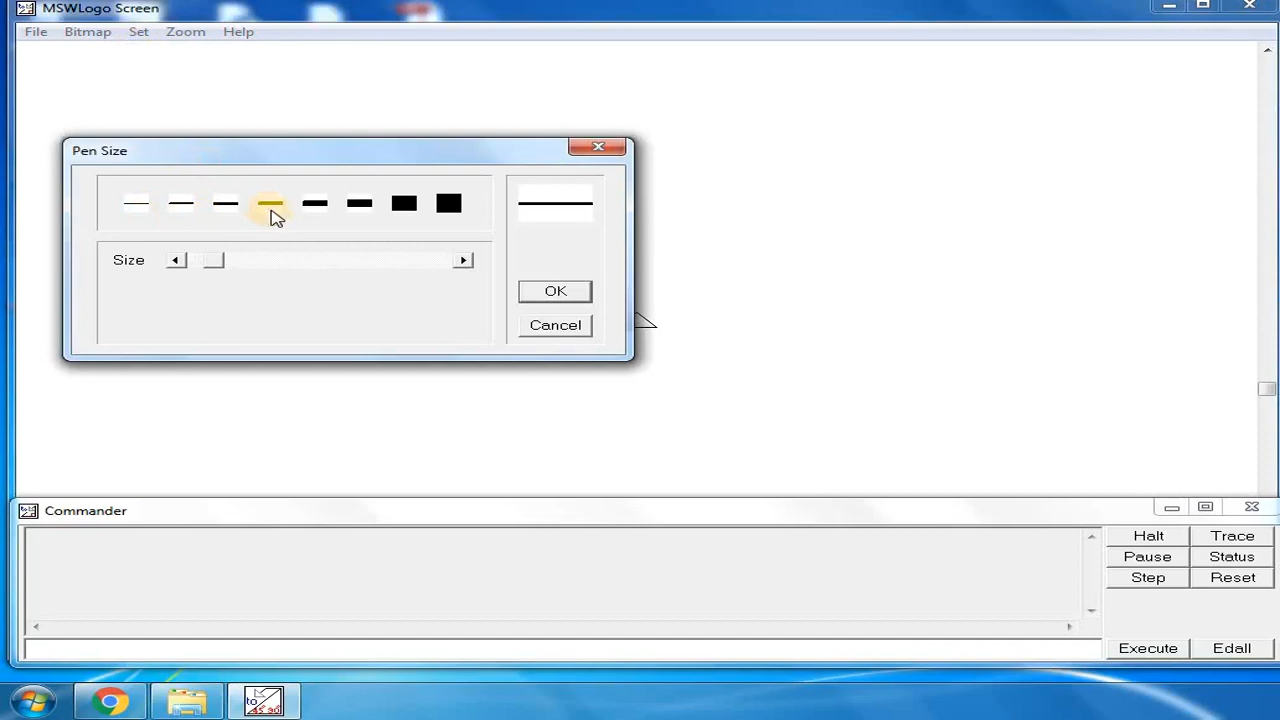 MSWLogo Screen
File Bitmap Set Zoom Help
Pen Size
Size
OK
Cancel
Commander
Halt Trace
Pause Status
Step Reset
Execute Edall
to